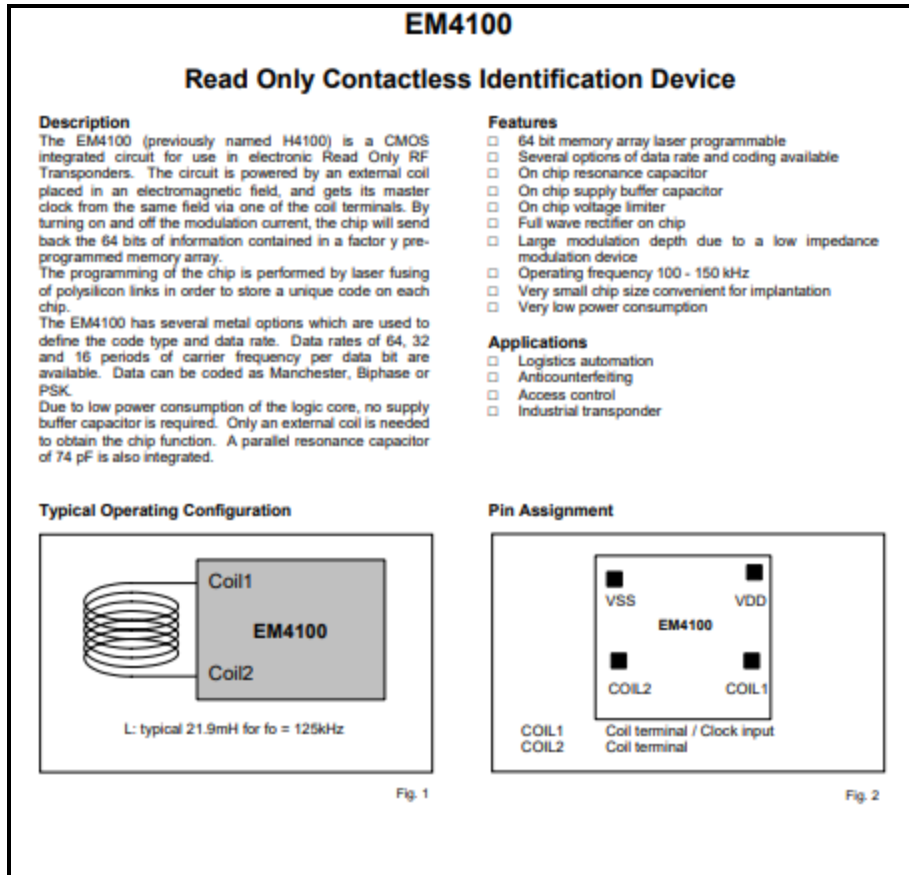 EM4100
Read Only Contactless Identification Device
Description
The EM4100 (previously named H4100) is a CMOS
integrated circuit for use in electronic Read Only RF
Transponders. The circuit is powered by an external coil
placed in an electromagnetic field, and gets its master
clock from the same field via one of the coil terminals. By
turning on and off the modulation current, the chip will send
back the 64 bits of information contained in a factor y pre-
programmed memory array.
The programming of the chip is performed by laser fusing
of polysilicon links in order to store a unique code on each
chip.
The EM4100 has several metal options which are used to
define the code type and data rate. Data rates of 64, 32
and 16 periods of carrier frequency per data bit are
available. Data can be coded as Manchester, Biphase or
PSK.
Due to low power consumption of the logic core, no supply
buffer capacitor is required. Only an external coil is needed
to obtain the chip function. A parallel resonance capacitor
of 74 pF is also integrated.
Features
□ 64 bit memory array laser programmable
□ Several options of data rate and coding available
□ On chip resonance capacitor
□ On chip supply buffer capacitor
□ On chip voltage limiter
□ Full wave rectifier on chip
□ Large modulation depth due to a low impedance
modulation device
□ Operating frequency 100 - 150 kHz
□ Very small chip size convenient for implantation
□ Very low power consumption
Applications
□ Logistics automation
□ Anticounterfeiting
□ Access control
□ Industrial transponder
Typical Operating Configuration
Coil1
EM4100
Coil2
L: typical 21.9mH for fo = 125kHz
Fig. 1
Pin Assignment
VSS VDD
EM4100
COIL2 COIL1
COIL1 Coil terminal / Clock input
COIL2 Coil terminal
Fig. 2